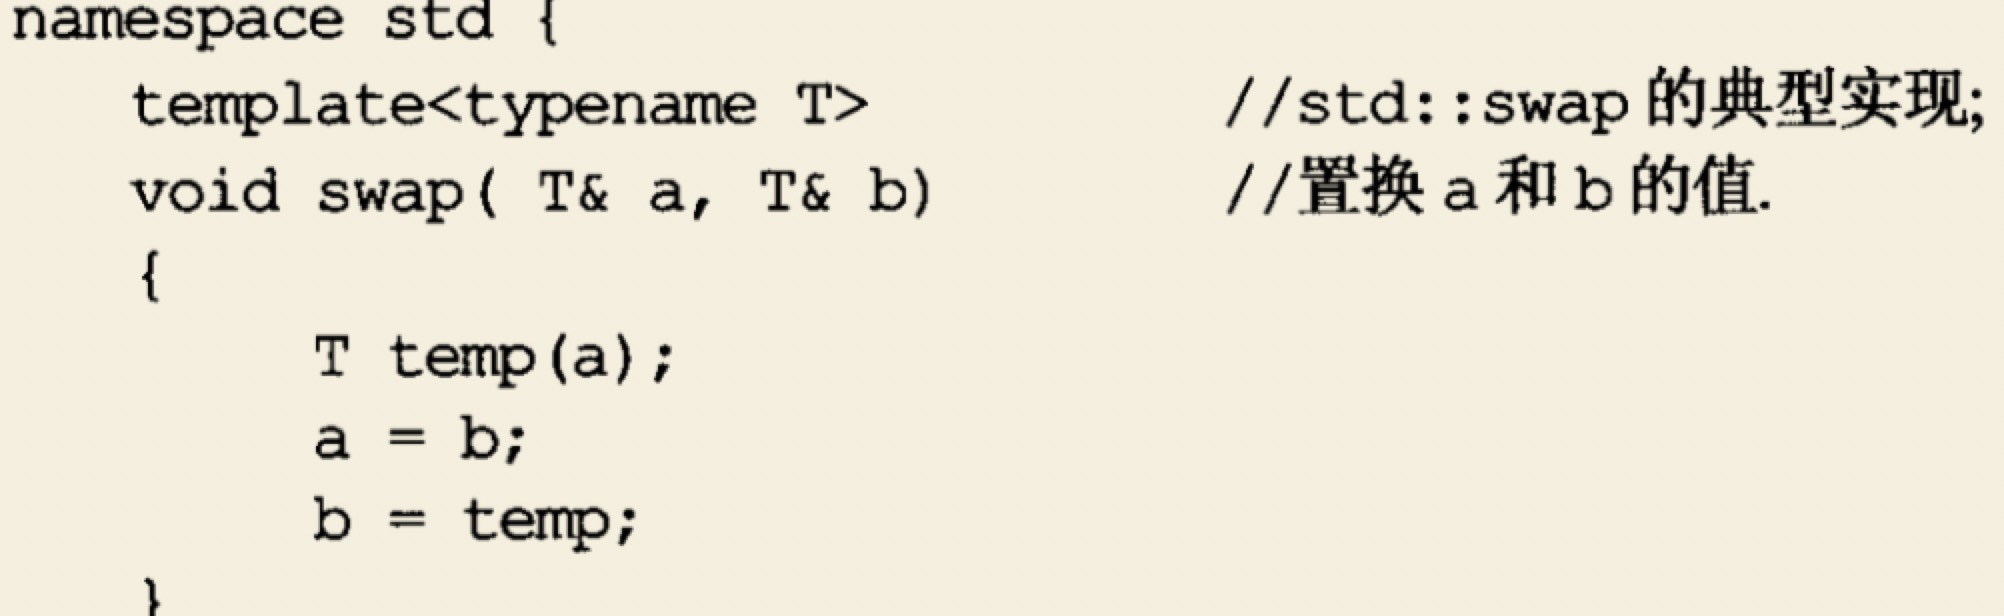 namespace std {
template<typename T> //std::swap 的典型实现;
void swap( T& a, T& b) //置换 a 和 b 的值.
{
T temp(a);
a = b;
b = temp;
}